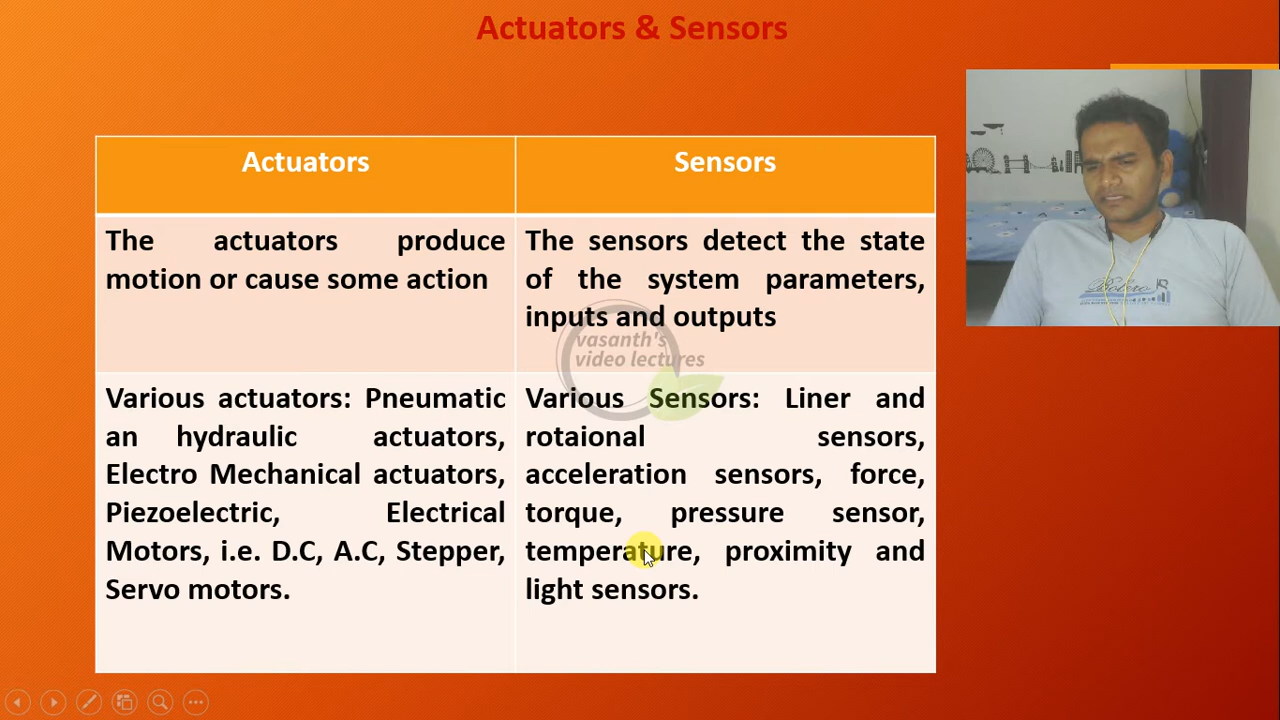 Actuators & Sensors
Actuators
Sensors
The actuators produce
motion or cause some action
The sensors detect the state
of the system parameters,
inputs and outputs
vasanth's
video lectures
Various actuators: Pneumatic
an hydraulic actuators,
Electro Mechanical actuators,
Piezoelectric, Electrical
Motors, i.e. D.C, A.C, Stepper,
Servo motors.
Various Sensors: Liner and
rotaional sensors,
acceleration sensors, force,
torque, pressure sensor,
temperature, proximity and
light sensors.